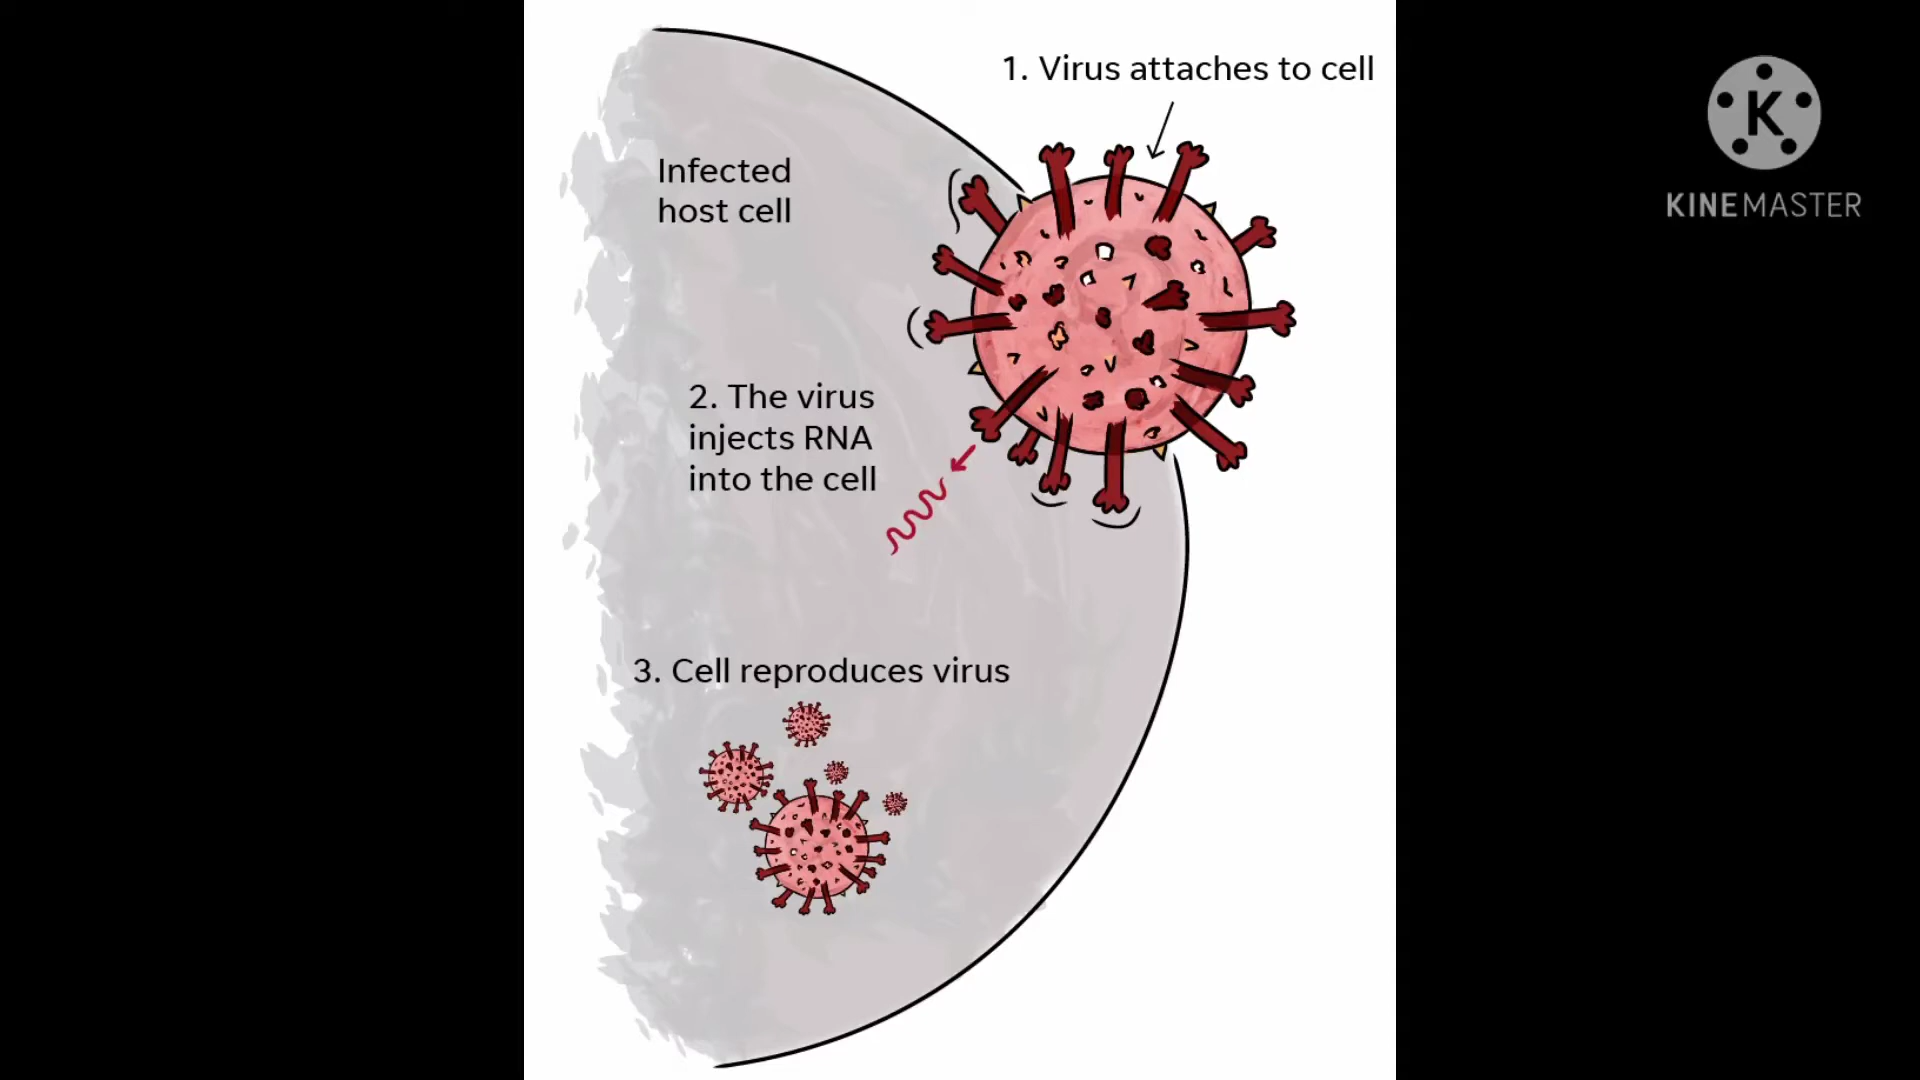 1. Virus attaches to cell
Infected
host cell
2. The virus
injects RNA
into the cell
3. Cell reproduces virus
K
KINEMASTER